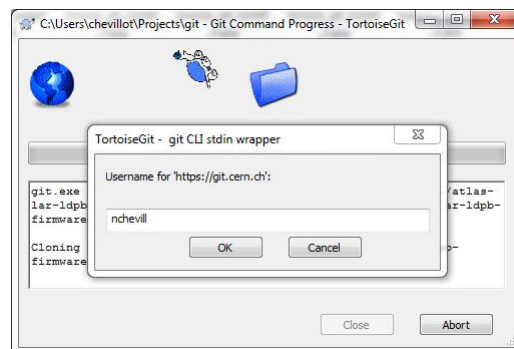 C:\Users\chevillot\Projects\git - Git Command Progress - TortoiseGit
TortoiseGit - git CLI stdin wrapper
Username for 'https://git.cern.ch':
nchevill
OK
Cancel
git.exe
/atlas-
lar-ldpb
ar-ldpb-
firmware
Cloning
firmware
Close
Abort